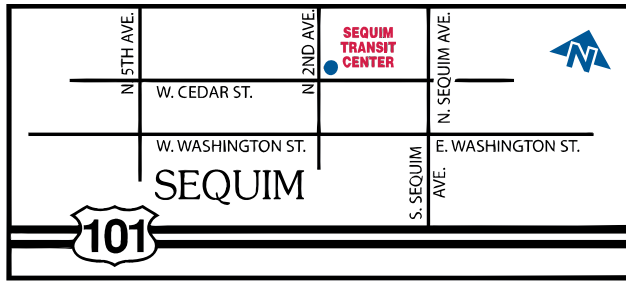 N. 5TH AVE.
N. 2ND AVE.
SEQUIM
TRANSIT
CENTER
N. SEQUIM AVE.
N
W. CEDAR ST.
W. WASHINGTON ST.
E. WASHINGTON ST.
SEQUIM
S. SEQUIM
AVE.
101